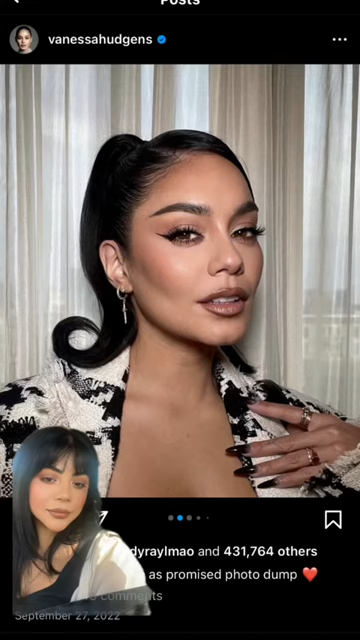 Posts
vanessahudgens
dyraylmao and 431,764 others
as promised photo dump ❤️
comments
September 27, 2022